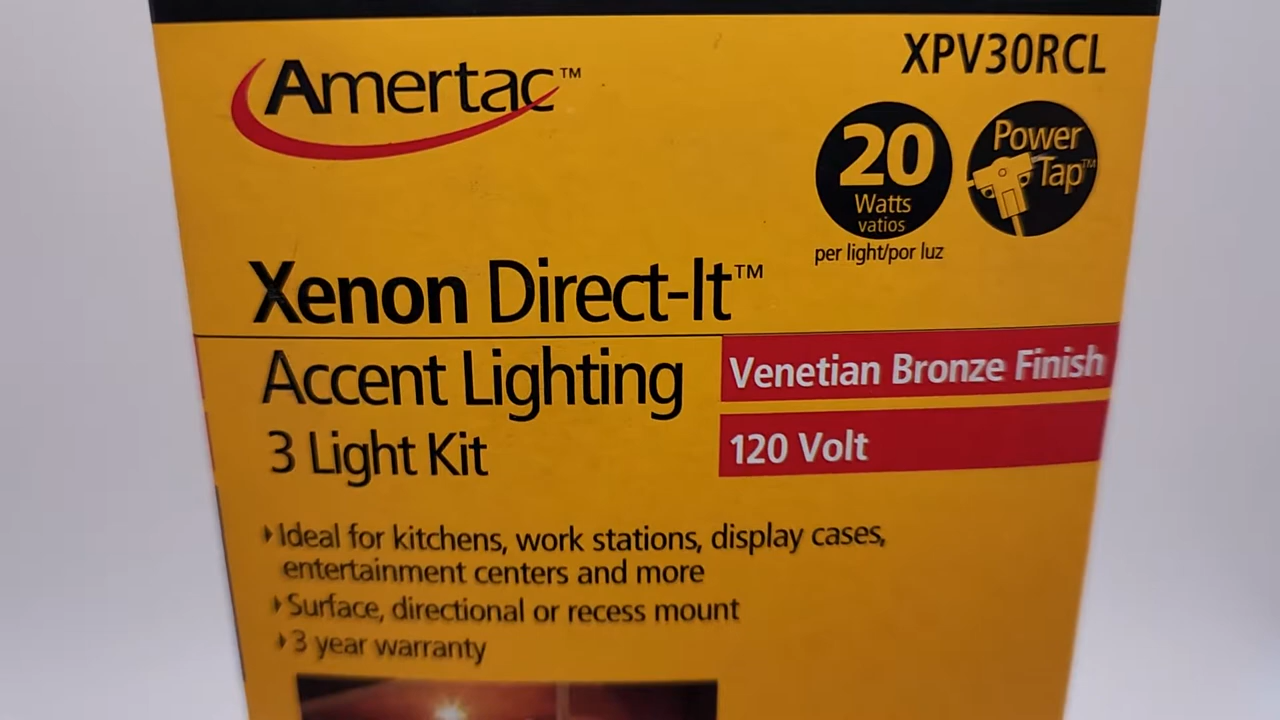 Amertac™
XPV30RCL
20
Watts
vatios
per light/por luz
Power
Tap™
Xenon Direct-It™
Accent Lighting
3 Light Kit
Venetian Bronze Finish
120 Volt
Ideal for kitchens, work stations, display cases,
entertainment centers and more
Surface, directional or recess mount
3 year warranty